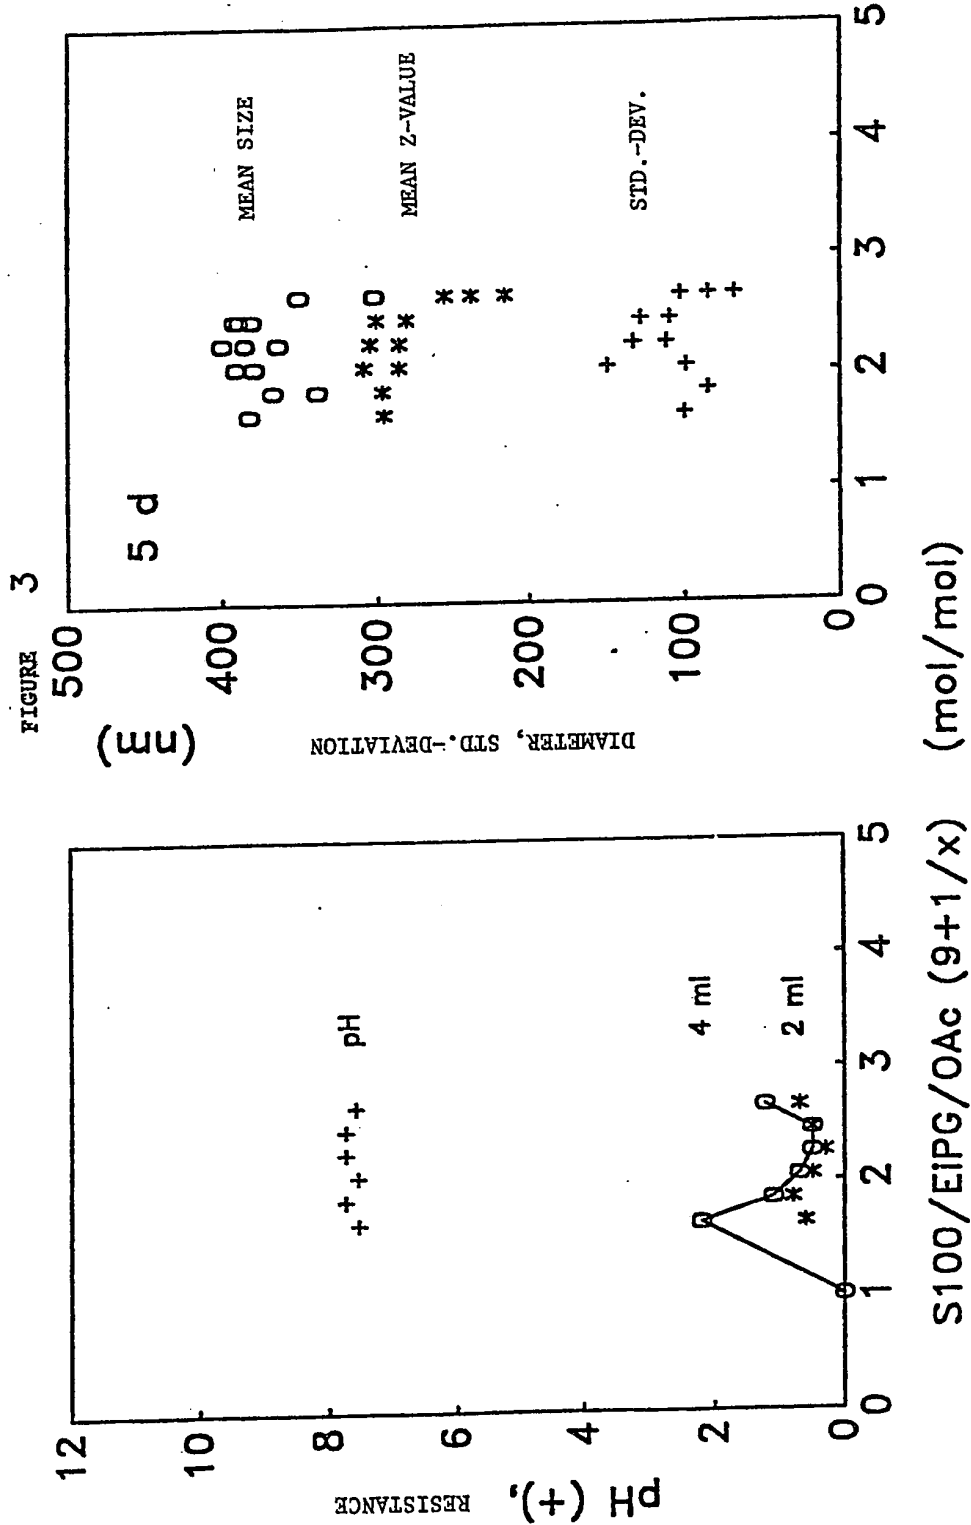 FIGURE 3
pH (+), RESISTANCE
12
10
8
6
4
2
0
pH
4 ml
2 ml
0 1 2 3 4 5
(nm)
DIAMETER, STD.-DEVIATION
500
400
300
200
100
0
5 d
MEAN SIZE
MEAN Z-VALUE
STD.-DEV.
0 1 2 3 4 5
S100/EiPG/OAc (9+1/x) (mol/mol)